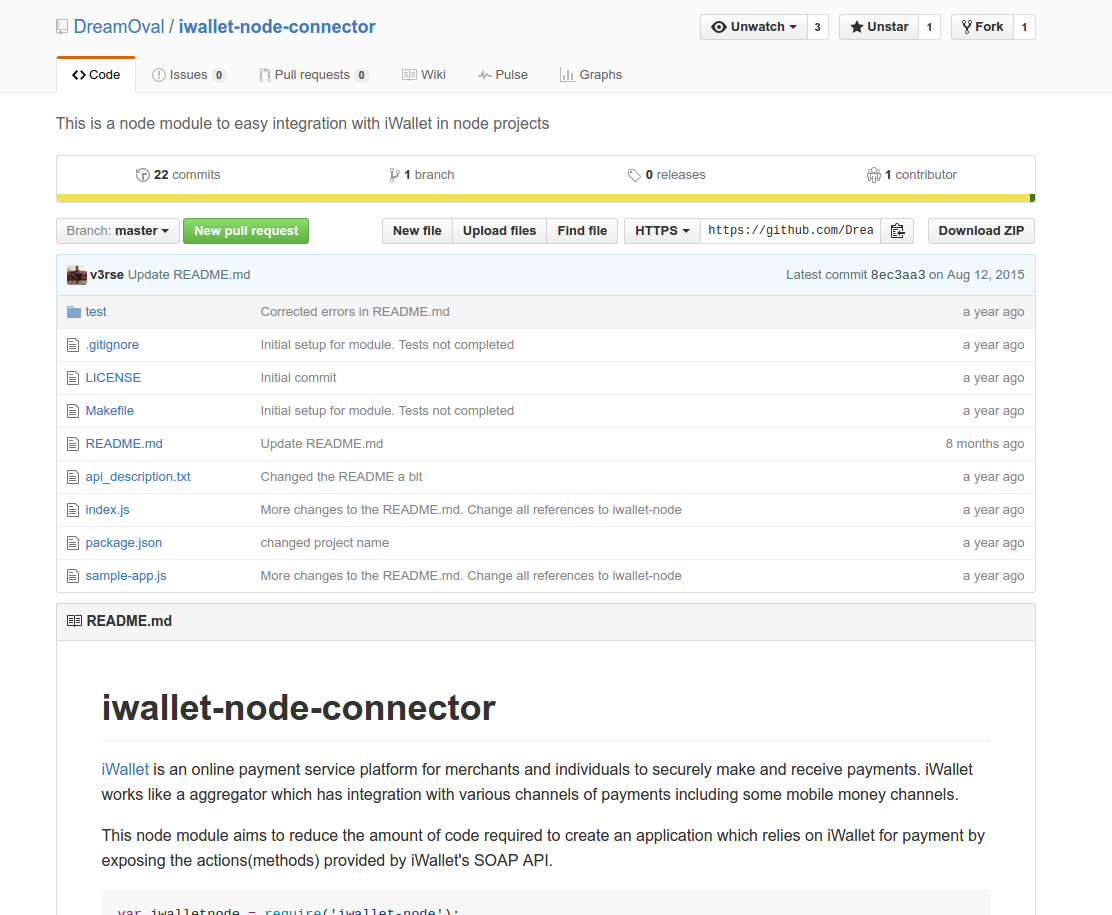 DreamOval / iwallet-node-connector
Unwatch 3 Unstar 1 Fork 1
Code Issues 0 Pull requests 0 Wiki Pulse Graphs
This is a node module to easy integration with iWallet in node projects
22 commits 1 branch 0 releases 1 contributor
Branch: master New pull request New file Upload files Find file HTTPS https://github.com/Drea Download ZIP
v3rse Update README.md Latest commit 8ec3aa3 on Aug 12, 2015
test Corrected errors in README.md a year ago
.gitignore Initial setup for module. Tests not completed a year ago
LICENSE Initial commit a year ago
Makefile Initial setup for module. Tests not completed a year ago
README.md Update README.md 8 months ago
api_description.txt Changed the README a bit a year ago
index.js More changes to the README.md. Change all references to iwallet-node a year ago
package.json changed project name a year ago
sample-app.js More changes to the README.md. Change all references to iwallet-node a year ago
README.md
iwallet-node-connector
iWallet is an online payment service platform for merchants and individuals to securely make and receive payments. iWallet
works like a aggregator which has integration with various channels of payments including some mobile money channels.
This node module aims to reduce the amount of code required to create an application which relies on iWallet for payment by
exposing the actions(methods) provided by iWallet's SOAP API.
var iwalletnode = require('iwallet-node');